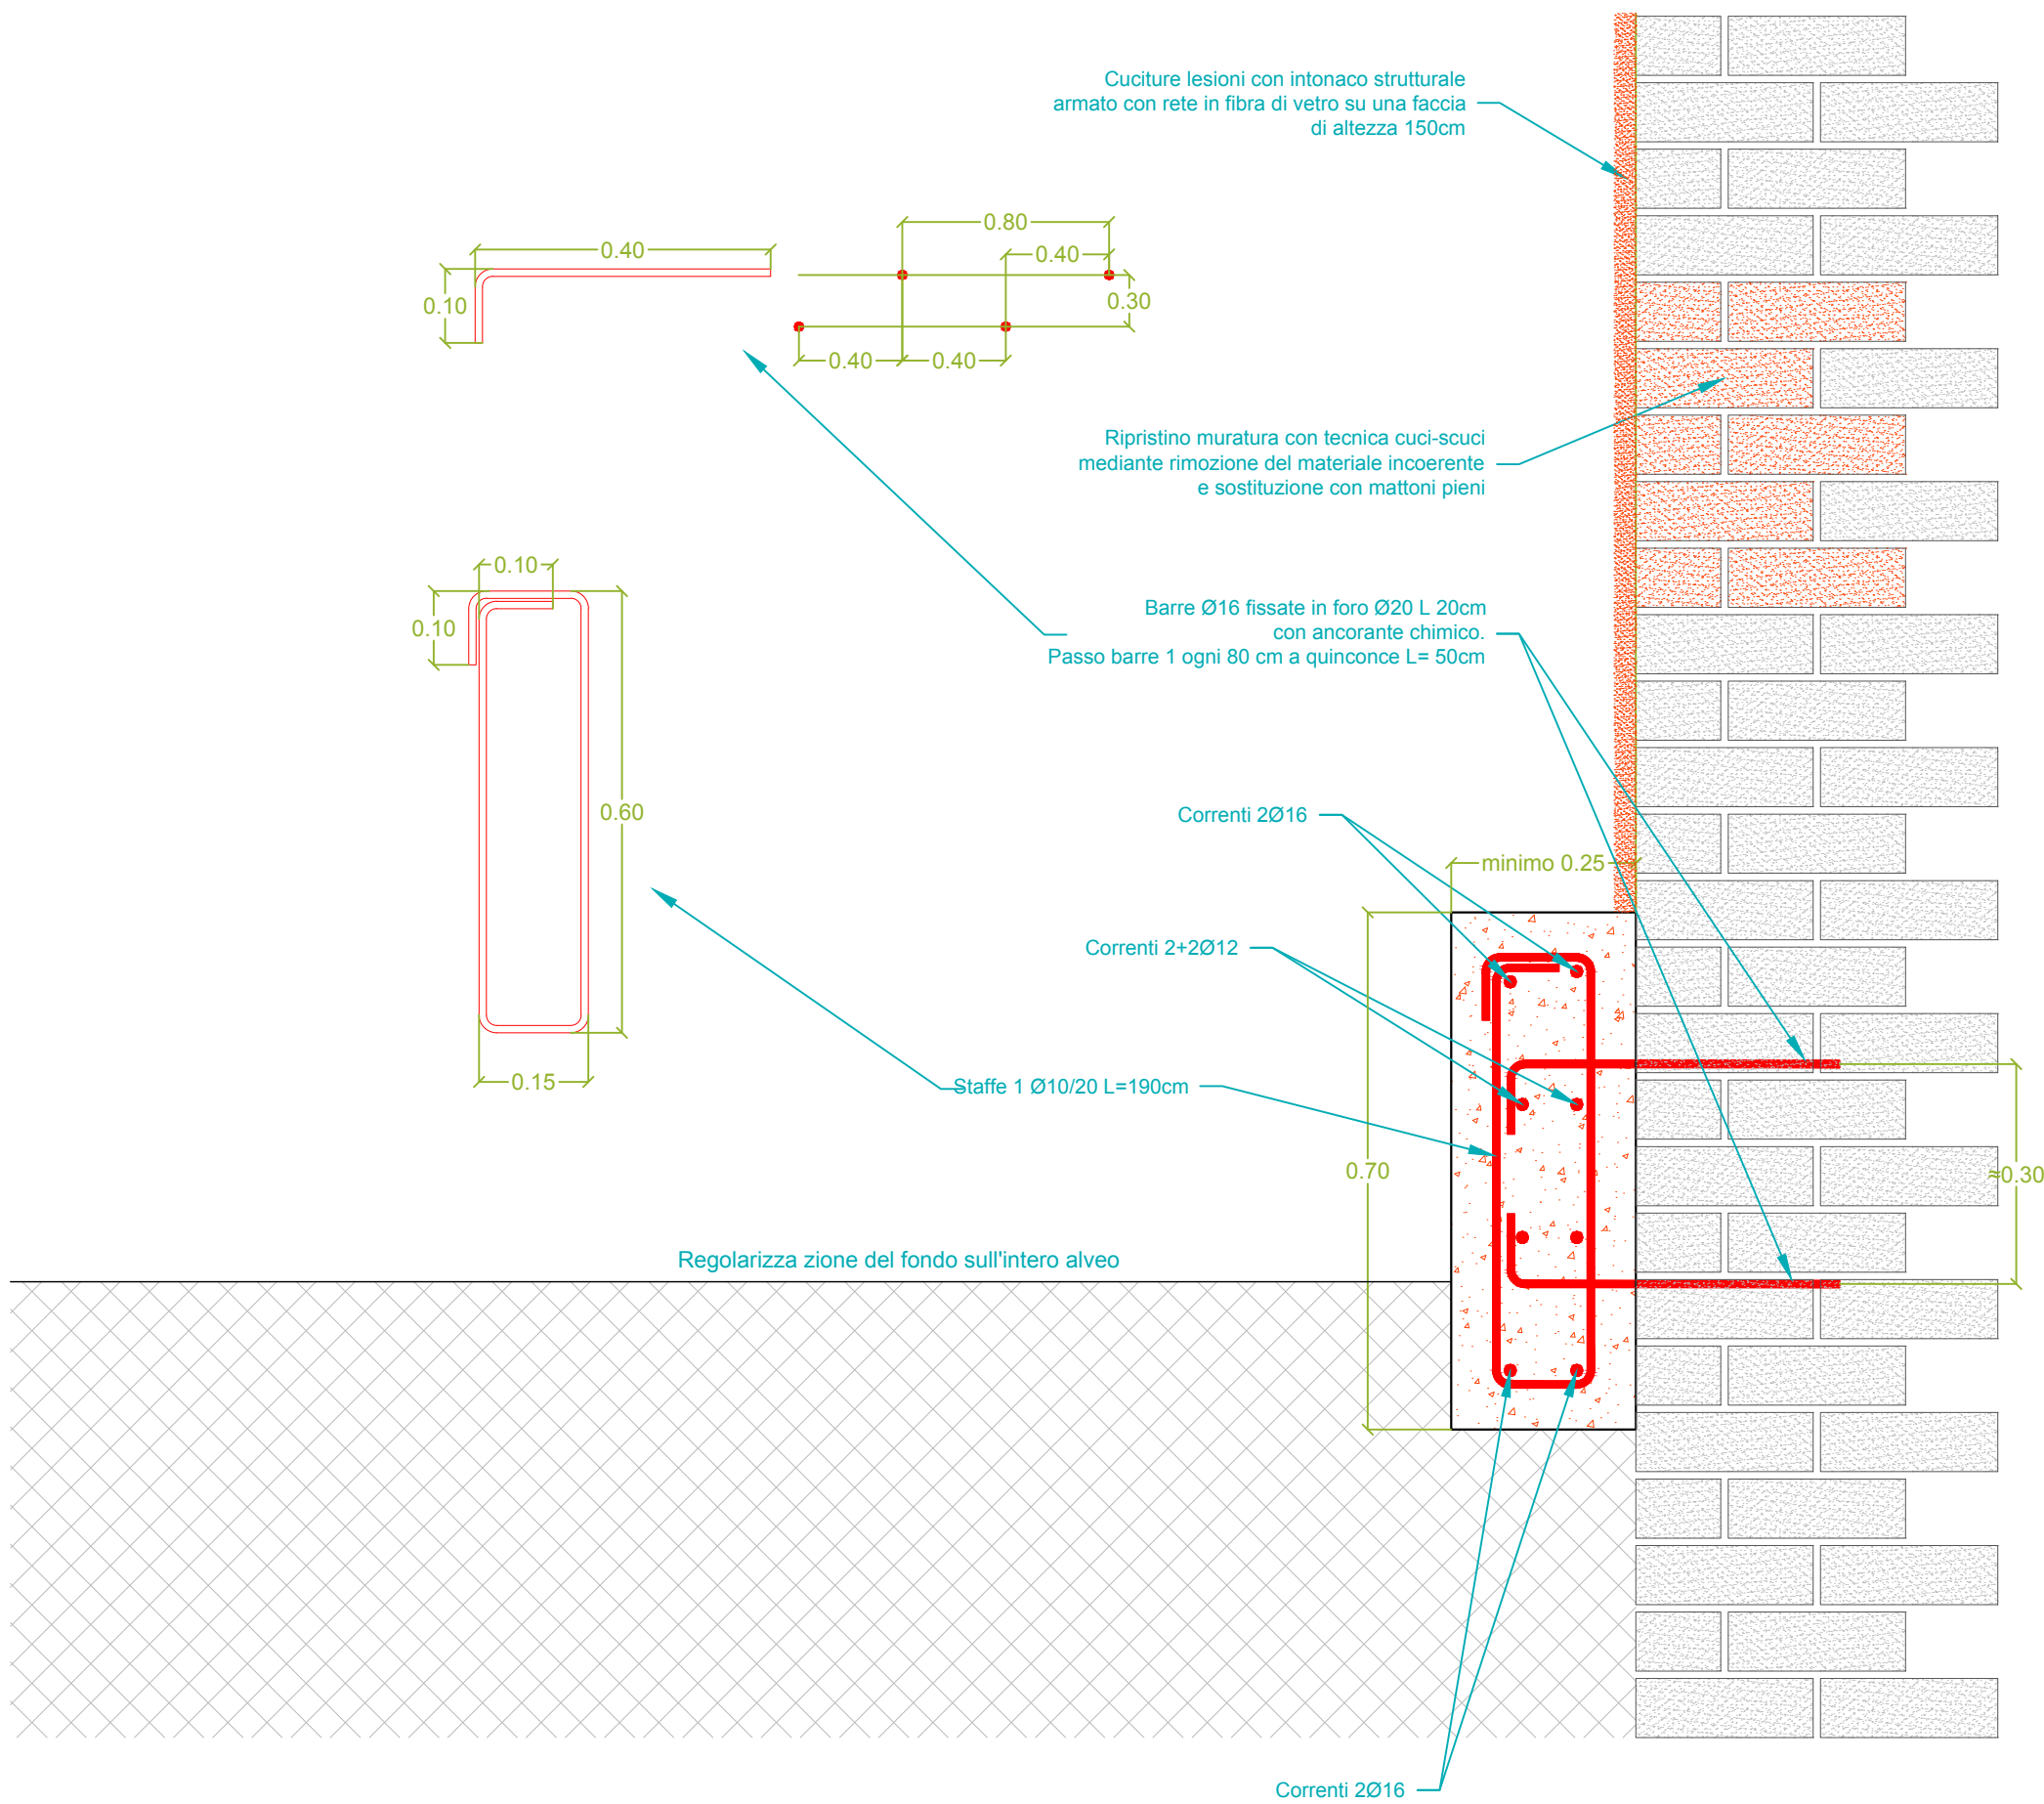 Cuciture lesioni con intonaco strutturale
armato con rete in fibra di vetro su una faccia
di altezza 150cm
0.80
0.40
0.40
0.10
0.30
0.40
0.40
Ripristino muratura con tecnica cuci-scuci
mediante rimozione del materiale incoerente
e sostituzione con mattoni pieni
0.10
0.10
0.60
0.15
Barre Ø16 fissate in foro Ø20 L 20cm
con ancorante chimico.
Passo barre 1 ogni 80 cm a quinconce L= 50cm
Correnti 2Ø16
minimo 0.25
Correnti 2+2Ø12
Staffe 1 Ø10/20 L=190cm
0.70
≈0.30
Regolarizza zione del fondo sull'intero alveo
Correnti 2Ø16